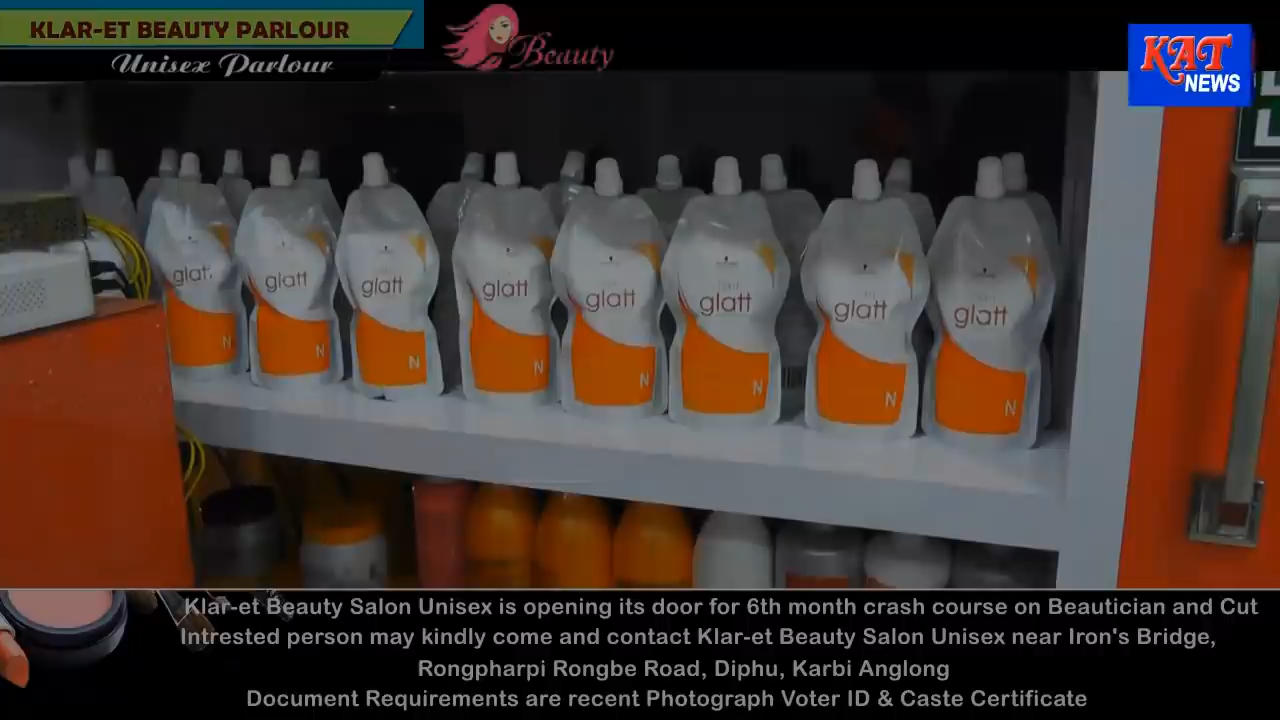 KLAR-ET BEAUTY PARLOUR
Unisex Parlour
Beauty
KAT
NEWS
glatt
glatt
glatt
glatt
glatt
glatt
glatt
glatt
N
N
N
N
N
N
N
N
Klar-et Beauty Salon Unisex is opening its door for 6th month crash course on Beautician and Cut
Intrested person may kindly come and contact Klar-et Beauty Salon Unisex near Iron's Bridge,
Rongpharpi Rongbe Road, Diphu, Karbi Anglong
Document Requirements are recent Photograph Voter ID & Caste Certificate